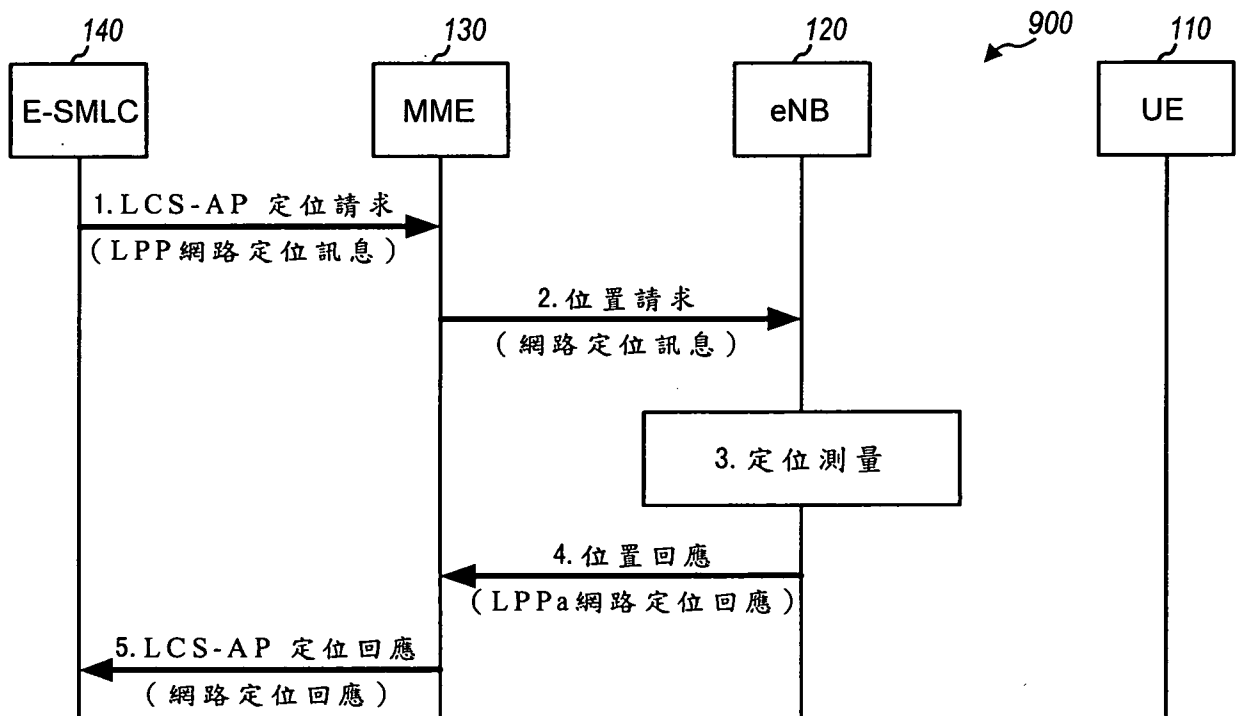 140
130
120
900
110
E-SMLC
MME
eNB
UE
1.LCS-AP 定位請求
(LPP網路定位訊息)
2.位置請求
(網路定位訊息)
3.定位測量
4.位置回應
(LPPa網路定位回應)
5.LCS-AP 定位回應
(網路定位回應)